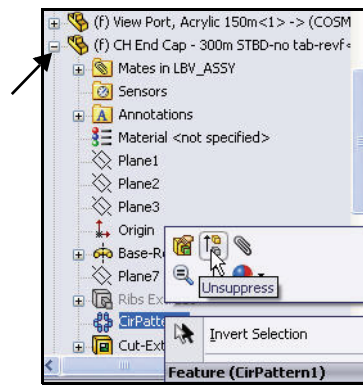 (f) View Port, Acrylic 150m<1> -> (COSM
(f) CH End Cap - 300m STBD-no tab-revf<
Mates in LBV_ASSY
Sensors
Annotations
Material <not specified>
Plane1
Plane2
Plane3
Origin
Base-Re
Plane7
Unsuppress
Ribs Ex
CirPatte
Invert Selection
Cut-Ext
Feature (CirPattern1)